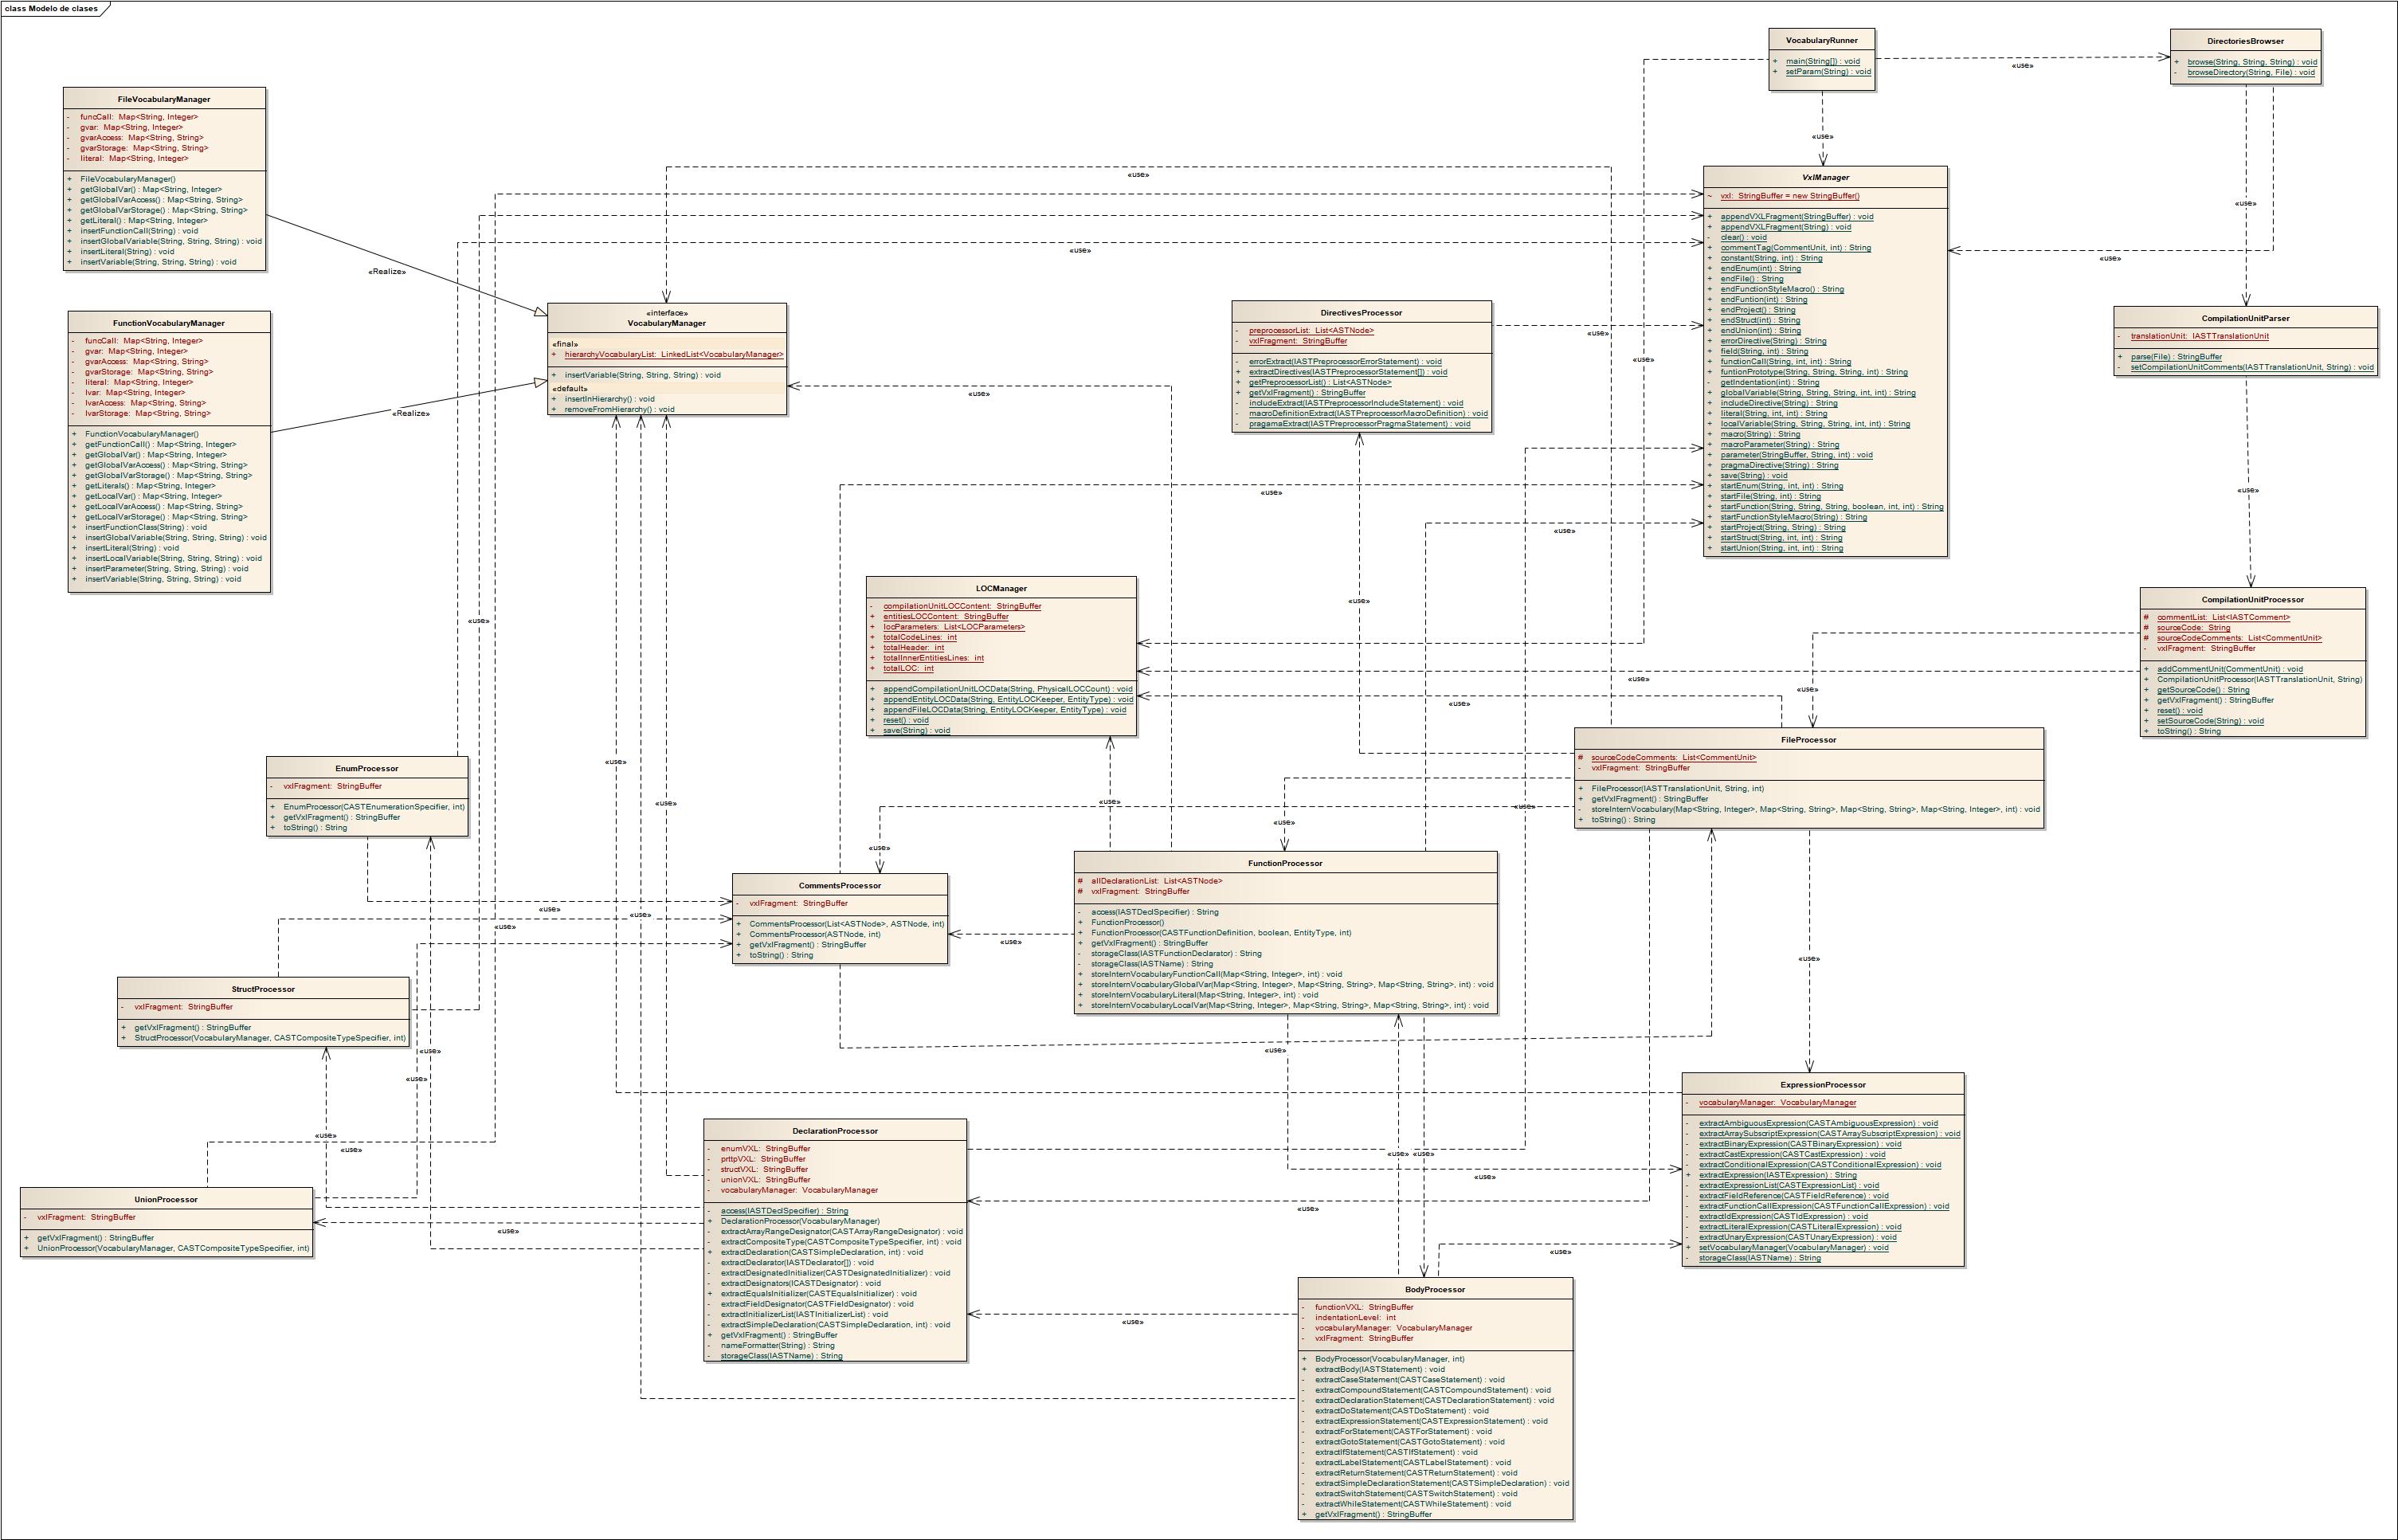 class Modelo de clases
VocabularyRunner
+ main(String[]) : void
+ setParam(String) : void
DirectoriesBrowser
+ browse(String, String, String) : void
- browseDirectory(String, File) : void
«use»
«use»
«use»
«use»
FileVocabularyManager
- funcCall: Map<String, Integer>
- gvar: Map<String, Integer>
- gvarAccess: Map<String, String>
- gvarStorage: Map<String, String>
- literal: Map<String, Integer>
+ FileVocabularyManager()
+ getGlobalVar() : Map<String, Integer>
+ getGlobalVarAccess() : Map<String, String>
+ getGlobalVarStorage() : Map<String, String>
+ getLiteral() : Map<String, Integer>
+ insertFunctionCall(String) : void
+ insertGlobalVariable(String, String, String) : void
+ insertLiteral(String) : void
+ insertVariable(String, String, String) : void
«Realize»
FunctionVocabularyManager
- funcCall: Map<String, Integer>
- gvar: Map<String, Integer>
- gvarAccess: Map<String, String>
- gvarStorage: Map<String, String>
- literal: Map<String, Integer>
- lvar: Map<String, Integer>
- lvarAccess: Map<String, String>
- lvarStorage: Map<String, String>
+ FunctionVocabularyManager()
+ getFunctionCall() : Map<String, Integer>
+ getGlobalVar() : Map<String, Integer>
+ getGlobalVarAccess() : Map<String, String>
+ getGlobalVarStorage() : Map<String, String>
+ getLiterals() : Map<String, Integer>
+ getLocalVar() : Map<String, Integer>
+ getLocalVarAccess() : Map<String, String>
+ getLocalVarStorage() : Map<String, String>
+ insertFunctionClass(String) : void
+ insertGlobalVariable(String, String, String) : void
+ insertLiteral(String) : void
+ insertLocalVariable(String, String, String) : void
+ insertParameter(String, String, String) : void
+ insertVariable(String, String, String) : void
«Realize»
«interface»
VocabularyManager
«final»
+ hierarchyVocabularyList: LinkedList<VocabularyManager>
+ insertVariable(String, String, String) : void
«default»
+ insertInHierarchy() : void
+ removeFromHierarchy() : void
«use»
«use»
«use»
DirectivesProcessor
- preprocessorList: List<ASTNode>
- vxlFragment: StringBuffer
- errorExtract(IASTPreprocessorErrorStatement) : void
+ extractDirectives(IASTPreprocessorStatement[]) : void
+ getPreprocessorList() : List<ASTNode>
+ getVxlFragment() : StringBuffer
- includeExtract(IASTPreprocessorIncludeStatement) : void
- macroDefinitionExtract(IASTPreprocessorMacroDefinition) : void
- pragamaExtract(IASTPreprocessorPragmaStatement) : void
«use»
«use»
VxlManager
~ vxl: StringBuffer = new StringBuffer()
+ appendVXLFragment(StringBuffer) : void
+ appendVXLFragment(String) : void
- clear() : void
+ commentTag(CommentUnit, int) : String
+ constant(String, int) : String
+ endEnum(int) : String
+ endFile() : String
+ endFunctionStyleMacro() : String
+ endFuntion(int) : String
+ endProject() : String
+ endStruct(int) : String
+ endUnion(int) : String
+ errorDirective(String) : String
+ field(String, int) : String
+ functionCall(String, int, int) : String
+ funtionPrototype(String, String, String, int, int) : String
- getIndentation(int) : String
+ globalVariable(String, String, String, int, int) : String
+ includeDirective(String) : String
+ literal(String, int, int) : String
+ localVariable(String, String, String, int, int) : String
+ macro(String) : String
+ macroParameter(String) : String
+ parameter(StringBuffer, String, int) : void
+ pragmaDirective(String) : String
+ save(String) : void
+ startEnum(String, int, int) : String
+ startFile(String, int) : String
+ startFunction(String, String, String, boolean, int, int) : String
+ startFunctionStyleMacro(String) : String
+ startProject(String, String) : String
+ startStruct(String, int, int) : String
+ startUnion(String, int, int) : String
CompilationUnitParser
- translationUnit: IASTTranslationUnit
+ parse(File) : StringBuffer
- setCompilationUnitComments(IASTTranslationUnit, String) : void
«use»
«use»
«use»
«use»
«use»
LOCManager
- compilationUnitLOCContent: StringBuffer
+ entitiesLOCContent: StringBuffer
+ locParameters: List<LOCParameters>
+ totalCodeLines: int
+ totalHeader: int
+ totalInnerEntitiesLines: int
+ totalLOC: int
+ appendCompilationUnitLOCData(String, PhysicalLOCCount) : void
+ appendEntityLOCData(String, EntityLOCKeeper, EntityType) : void
+ appendFileLOCData(String, EntityLOCKeeper, EntityType) : void
+ reset() : void
+ save(String) : void
CompilationUnitProcessor
# commentList: List<IASTComment>
# sourceCode: String
# sourceCodeComments: List<CommentUnit>
- vxlFragment: StringBuffer
+ addCommentUnit(CommentUnit) : void
+ CompilationUnitProcessor(IASTTranslationUnit, String)
+ getSourceCode() : String
+ getVxlFragment() : StringBuffer
+ reset() : void
+ setSourceCode(String) : void
+ toString() : String
«use»
«use»
«use»
«use»
FileProcessor
# sourceCodeComments: List<CommentUnit>
- vxlFragment: StringBuffer
+ FileProcessor(IASTTranslationUnit, String, int)
+ getVxlFragment() : StringBuffer
- storeInternVocabulary(Map<String, Integer>, Map<String, String>, Map<String, String>, Map<String, Integer>, int) : void
+ toString() : String
EnumProcessor
- vxlFragment: StringBuffer
+ EnumProcessor(CASTEnumerationSpecifier, int)
+ getVxlFragment() : StringBuffer
+ toString() : String
«use»
«use»
«use»
«use»
«use»
«use»
CommentsProcessor
- vxlFragment: StringBuffer
+ CommentsProcessor(List<ASTNode>, ASTNode, int)
+ CommentsProcessor(ASTNode, int)
+ getVxlFragment() : StringBuffer
+ toString() : String
FunctionProcessor
# allDeclarationList: List<ASTNode>
# vxlFragment: StringBuffer
- access(IASTDeclSpecifier) : String
+ FunctionProcessor()
+ FunctionProcessor(CASTFunctionDefinition, boolean, EntityType, int)
+ getVxlFragment() : StringBuffer
- storageClass(IASTFunctionDeclarator) : String
- storageClass(IASTName) : String
+ storeInternVocabularyFunctionCall(Map<String, Integer>, int) : void
+ storeInternVocabularyGlobalVar(Map<String, Integer>, Map<String, String>, Map<String, String>, int) : void
+ storeInternVocabularyLiteral(Map<String, Integer>, int) : void
+ storeInternVocabularyLocalVar(Map<String, Integer>, Map<String, String>, Map<String, String>, int) : void
«use»
«use»
«use»
«use»
«use»
StructProcessor
- vxlFragment: StringBuffer
+ getVxlFragment() : StringBuffer
+ StructProcessor(VocabularyManager, CASTCompositeTypeSpecifier, int)
«use»
«use»
«use»
«use»
«use»
ExpressionProcessor
- vocabularyManager: VocabularyManager
- extractAmbiguousExpression(CASTAmbiguousExpression) : void
- extractArraySubscriptExpression(CASTArraySubscriptExpression) : void
- extractBinaryExpression(CASTBinaryExpression) : void
- extractCastExpression(CASTCastExpression) : void
- extractConditionalExpression(CASTConditionalExpression) : void
+ extractExpression(IASTExpression) : String
- extractExpressionList(CASTExpressionList) : void
- extractFieldReference(CASTFieldReference) : void
- extractFunctionCallExpression(CASTFunctionCallExpression) : void
- extractIdExpression(CASTIdExpression) : void
- extractLiteralExpression(CASTLiteralExpression) : void
- extractUnaryExpression(CASTUnaryExpression) : void
+ setVocabularyManager(VocabularyManager) : void
- storageClass(IASTName) : String
DeclarationProcessor
- enumVXL: StringBuffer
- prttpVXL: StringBuffer
- structVXL: StringBuffer
- unionVXL: StringBuffer
- vocabularyManager: VocabularyManager
- access(IASTDeclSpecifier) : String
+ DeclarationProcessor(VocabularyManager)
- extractArrayRangeDesignator(CASTArrayRangeDesignator) : void
- extractCompositeType(CASTCompositeTypeSpecifier, int) : void
+ extractDeclaration(CASTSimpleDeclaration, int) : void
- extractDeclarator(IASTDeclarator[]) : void
- extractDesignatedInitializer(CASTDesignatedInitializer) : void
- extractDesignators(ICASTDesignator) : void
+ extractEqualsInitializer(CASTEqualsInitializer) : void
- extractFieldDesignator(CASTFieldDesignator) : void
- extractInitializerList(IASTInitializerList) : void
- extractSimpleDeclaration(CASTSimpleDeclaration, int) : void
+ getVxlFragment() : StringBuffer
- nameFormatter(String) : String
- storageClass(IASTName) : String
«use»
«use»
«use»
«use»
UnionProcessor
- vxlFragment: StringBuffer
+ getVxlFragment() : StringBuffer
+ UnionProcessor(VocabularyManager, CASTCompositeTypeSpecifier, int)
«use»
«use»
«use»
«use»
BodyProcessor
- functionVXL: StringBuffer
- indentationLevel: int
- vocabularyManager: VocabularyManager
- vxlFragment: StringBuffer
+ BodyProcessor(VocabularyManager, int)
+ extractBody(IASTStatement) : void
- extractCaseStatement(CASTCaseStatement) : void
- extractCompoundStatement(CASTCompoundStatement) : void
- extractDeclarationStatement(CASTDeclarationStatement) : void
- extractDoStatement(CASTDoStatement) : void
- extractExpressionStatement(CASTExpressionStatement) : void
- extractForStatement(CASTForStatement) : void
- extractGotoStatement(CASTGotoStatement) : void
- extractIfStatement(CASTIfStatement) : void
- extractLabelStatement(CASTLabelStatement) : void
- extractReturnStatement(CASTReturnStatement) : void
- extractSimpleDeclarationStatement(CASTSimpleDeclaration) : void
- extractSwitchStatement(CASTSwitchStatement) : void
- extractWhileStatement(CASTWhileStatement) : void
+ getVxlFragment() : StringBuffer